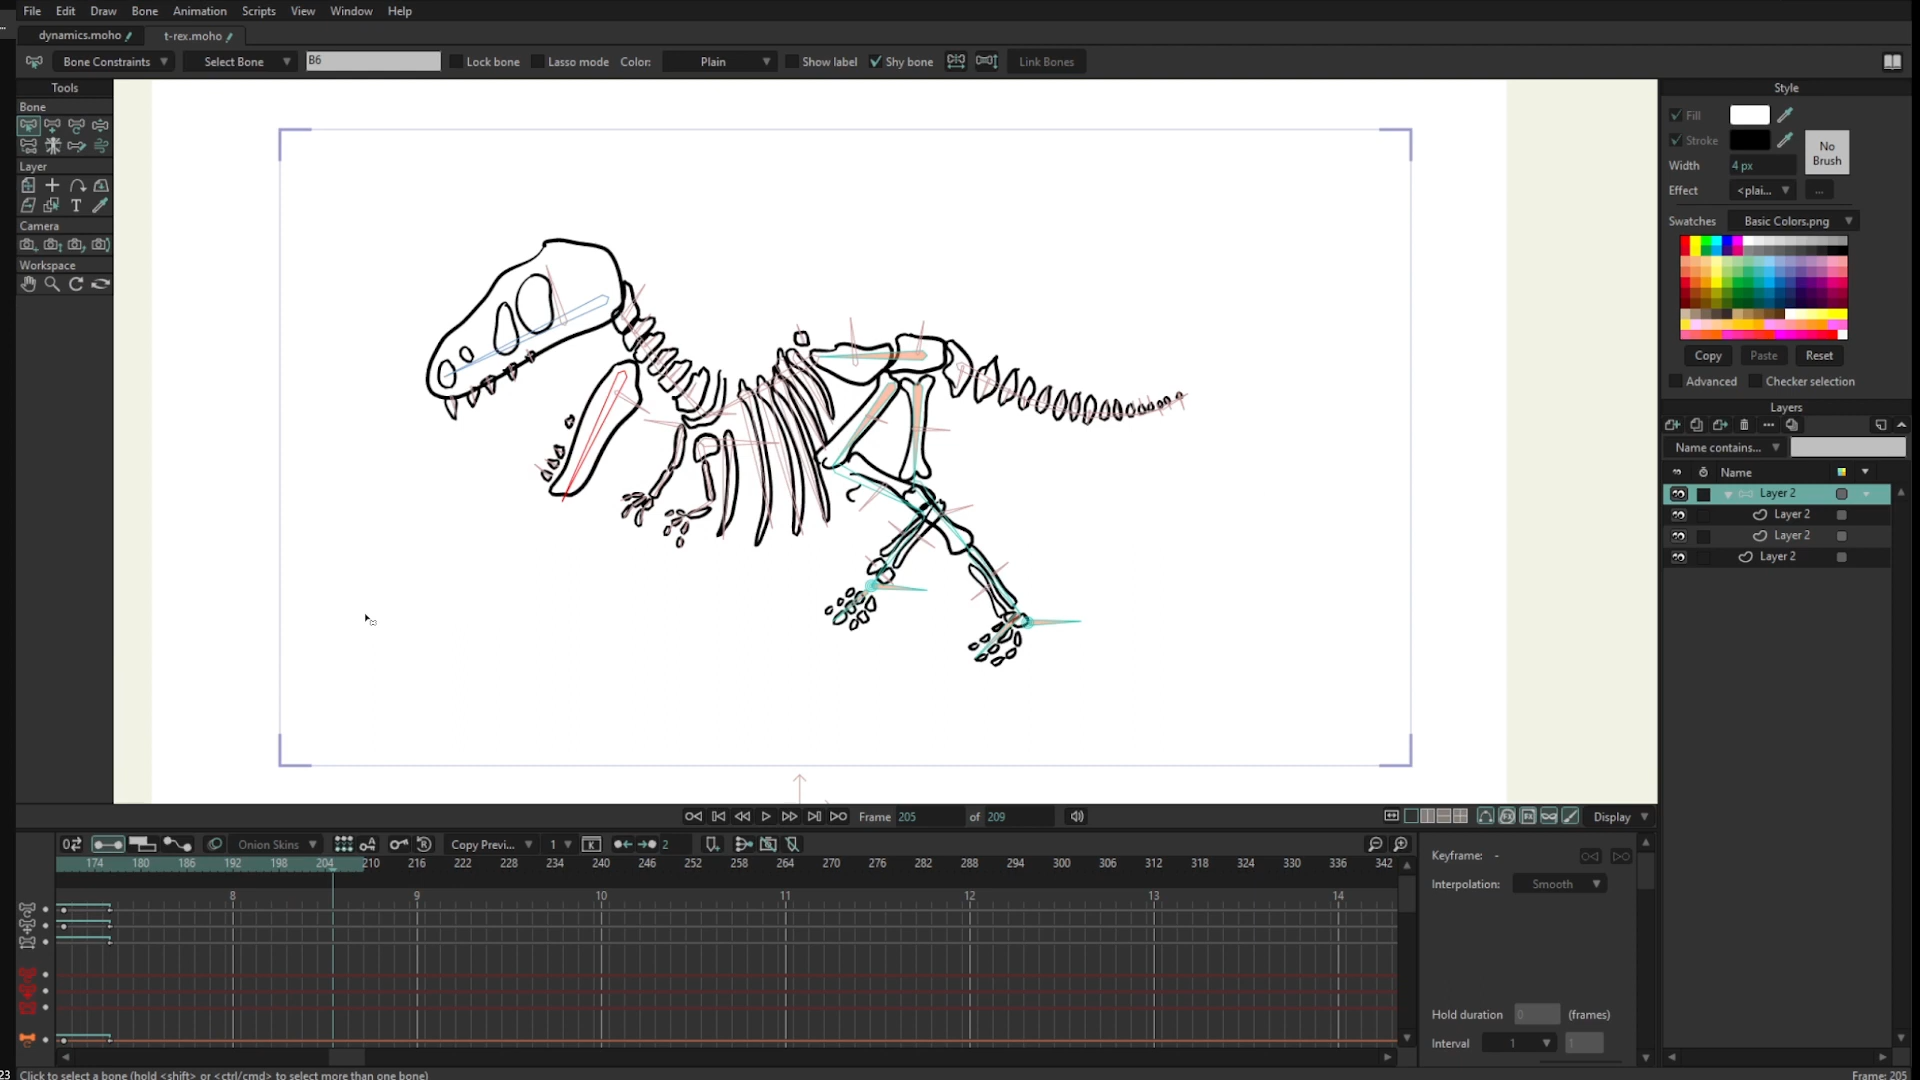 File Edit Draw Bone Animation Scripts View Window Help
dynamics.moho t-rex.moho
Bone Constraints Select Bone B6 Lock bone Lasso mode Color: Plain Show label Shy bone Link Bones
Tools
Bone
Layer
T
Camera
Workspace
Style
Fill
Stroke
No Brush
Width 4 px
Effect <plai... ...
Swatches Basic Colors.png
Copy Paste Reset
Advanced Checker selection
Layers
Name contains...
Name
Layer 2
Layer 2
Layer 2
Layer 2
Frame 205 of 209
Display
Onion Skins Copy Previ... 1 K 2
174 180 186 192 198 204 210 216 222 228 234 240 246 252 258 264 270 276 282 288 294 300 306 312 318 324 330 336 342
8 9 10 11 12 13 14
Keyframe: -
Interpolation: Smooth
Hold duration 0 (frames)
Interval 1 1
23 Click to select a bone (hold <shift> or <ctrl/cmd> to select more than one bone)
Frame: 205